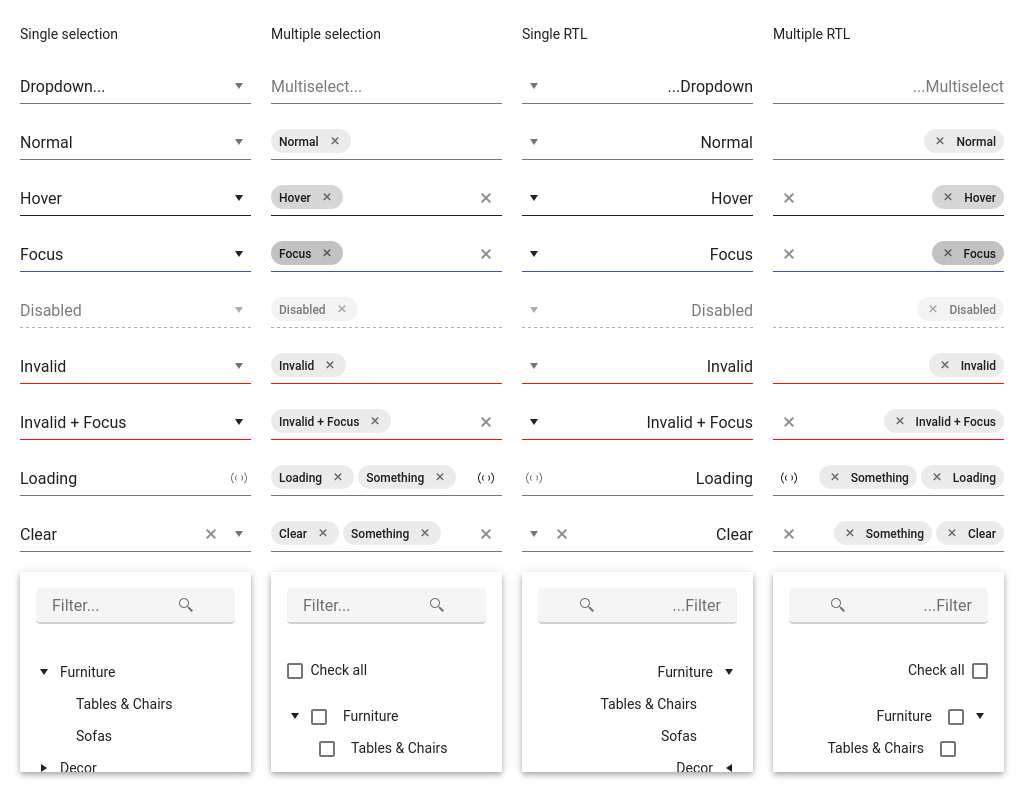 Single selection
Multiple selection
Single RTL
Multiple RTL
Dropdown...
Multiselect...
...Dropdown
...Multiselect
Normal
Normal
Normal
Normal
Hover
Hover
Hover
Hover
Focus
Focus
Focus
Focus
Disabled
Disabled
Disabled
Disabled
Invalid
Invalid
Invalid
Invalid
Invalid + Focus
Invalid + Focus
Invalid + Focus
Invalid + Focus
Loading
Loading Something
Loading
Something Loading
Clear
Clear Something
Clear
Something Clear
Filter...
Filter...
...Filter
...Filter
Furniture
Check all
Furniture
Check all
Tables & Chairs
Furniture
Tables & Chairs
Furniture
Sofas
Tables & Chairs
Sofas
Tables & Chairs
Decor
Decor